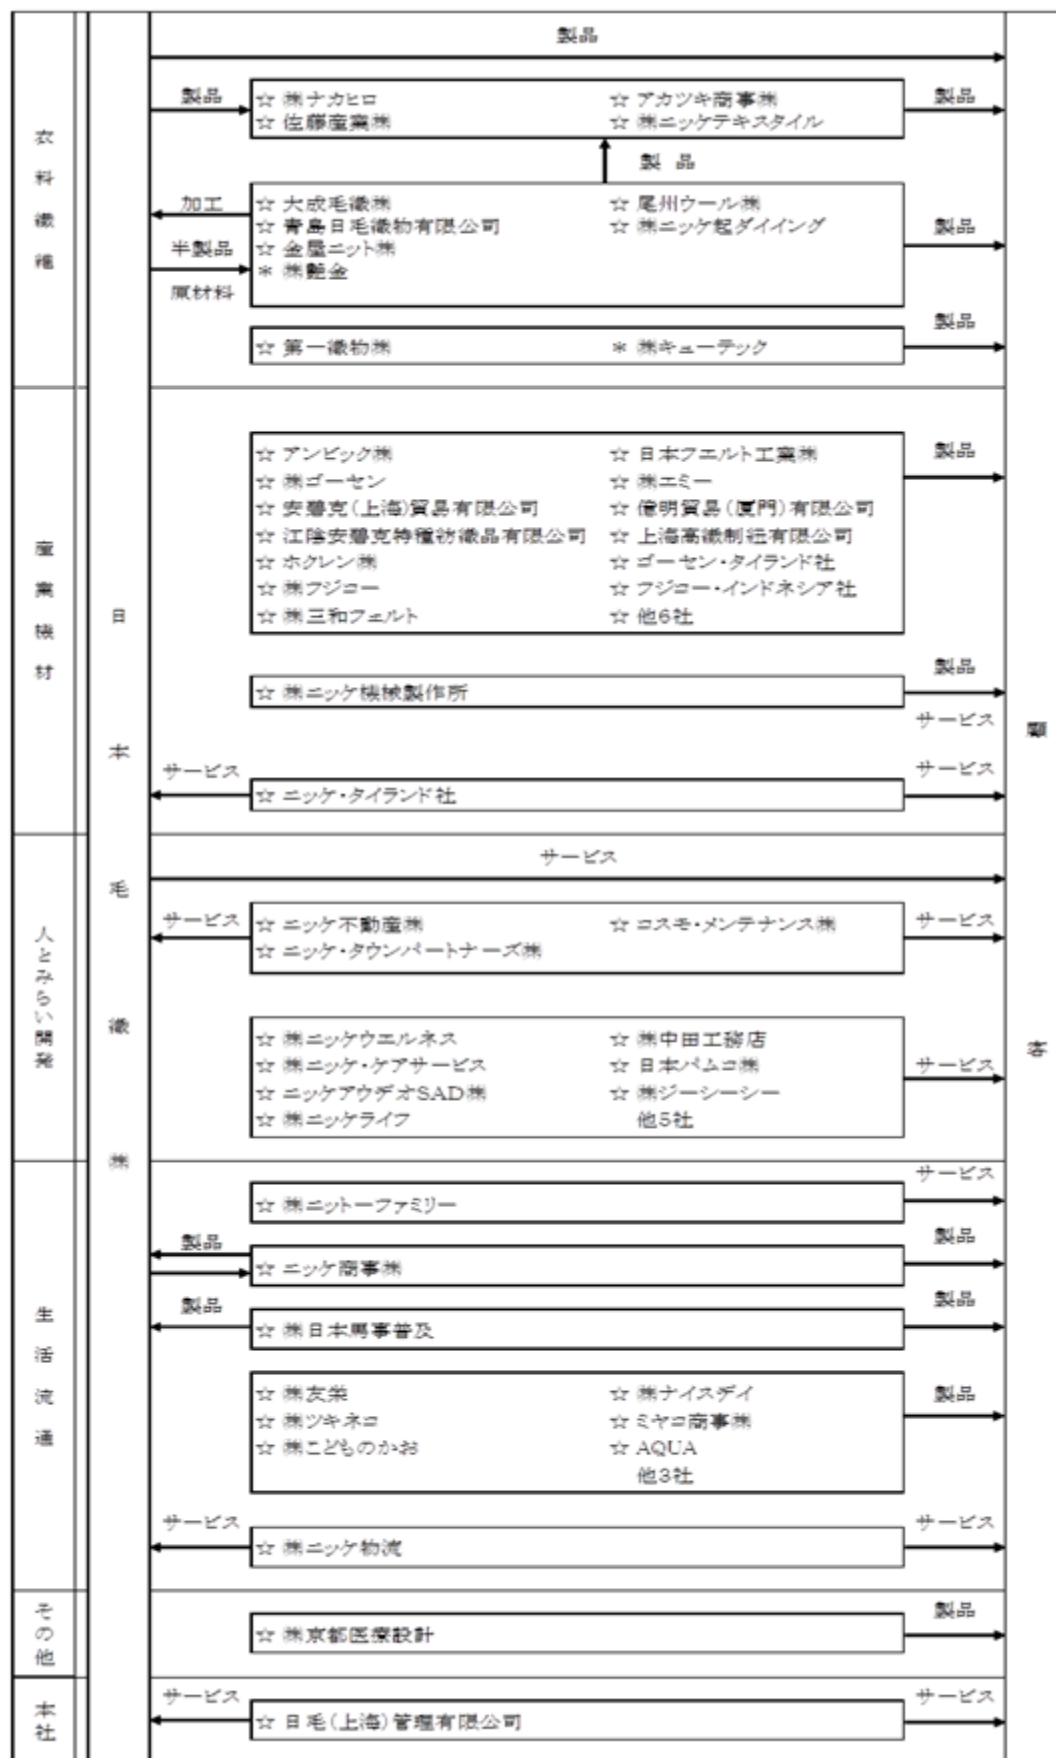 衣料繊維
製品
製品
☆ ㈱ナカヒロ
☆ アカツキ商事㈱
製品
☆ 佐藤産業㈱
☆ ㈱ニッケテキスタイル
製 品
加工
☆ 大成毛織㈱
☆ 尾州ウール㈱
☆ 青島日毛織物有限公司
☆ ㈱ニッケ起ダイイング
製品
半製品
☆ 金屋ニット㈱
＊ ㈱艶金
原材料
製品
☆ 第一織物㈱
＊ ㈱キューテック
産業機材
☆ アンビック㈱
☆ 日本フエルト工業㈱
製品
☆ ㈱ゴーセン
☆ ㈱エミー
☆ 安碧克(上海)貿易有限公司
☆ 億明貿易(厦門)有限公司
☆ 江陰安碧克特種紡織品有限公司
☆ 上海高織制紐有限公司
☆ ホクレン㈱
☆ ゴーセン・タイランド社
☆ ㈱フジコー
☆ フジコー・インドネシア社
☆ ㈱三和フェルト
☆ 他6社
製品
☆ ㈱ニッケ機械製作所
サービス
サービス
サービス
☆ ニッケ・タイランド社
日本毛織㈱
顧客
人とみらい開発
サービス
サービス
☆ ニッケ不動産㈱
☆ コスモ・メンテナンス㈱
サービス
☆ ニッケ・タウンパートナーズ㈱
☆ ㈱ニッケウエルネス
☆ ㈱中田工務店
☆ ㈱ニッケ・ケアサービス
☆ 日本パムコ㈱
サービス
☆ ニッケアウデオSAD㈱
☆ ㈱ジーシーシー
☆ ㈱ニッケライフ
他5社
生活流通
サービス
☆ ㈱ニットーファミリー
製品
製品
☆ ニッケ商事㈱
製品
製品
☆ ㈱日本馬事普及
☆ ㈱友栄
☆ ㈱ナイスデイ
製品
☆ ㈱ツキネコ
☆ ミヤコ商事㈱
☆ ㈱こどものかお
☆ AQUA
他3社
サービス
サービス
☆ ㈱ニッケ物流
その他
製品
☆ ㈱京都医療設計
本社
サービス
サービス
☆ 日毛(上海)管理有限公司